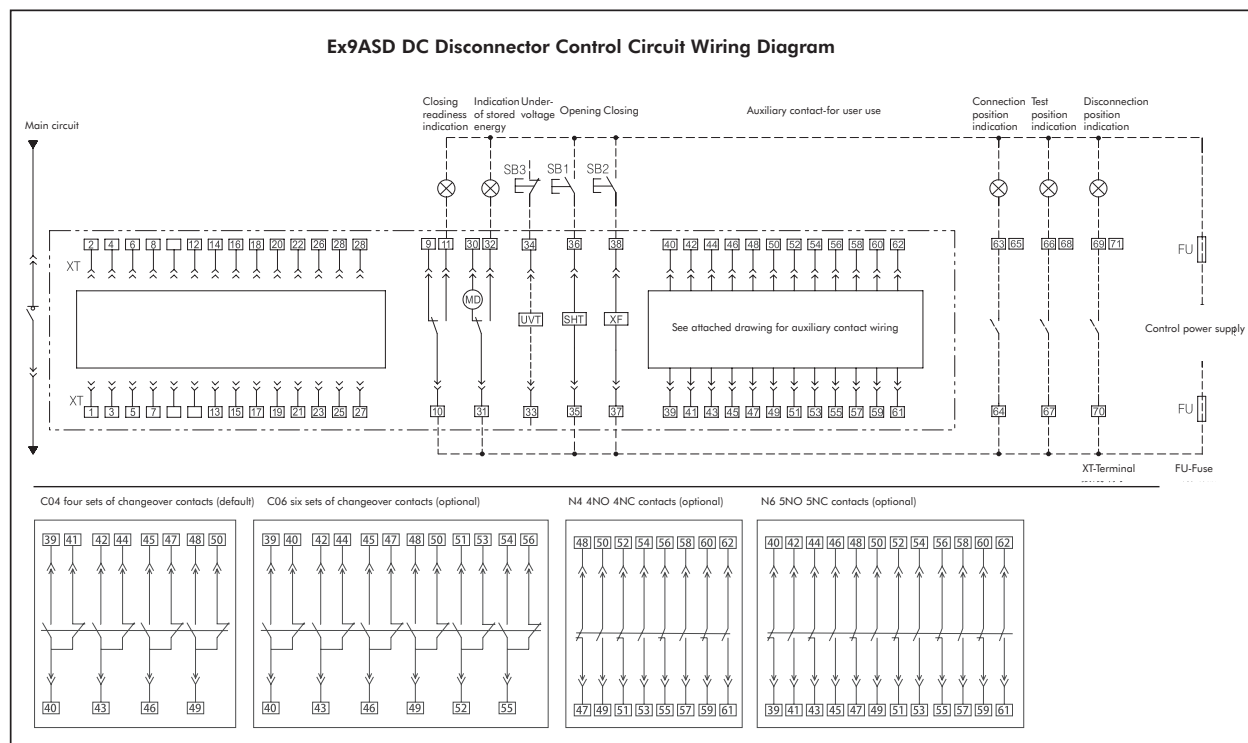 Ex9ASD DC Disconnector Control Circuit Wiring Diagram
Main circuit
Closing readiness indication
Indication of stored energy
Under-voltage
Opening Closing
Auxiliary contact-for user use
Connection position indication
Test position indication
Disconnection position indication
SB3 SB1 SB2
XT 2 4 6 8 12 14 16 18 20 22 26 28 28
9 11 30 32 34 36 38
40 42 44 46 48 50 52 54 56 58 60 62
63 65 66 68 69 71
FU
MD
UVT SHT XF
See attached drawing for auxiliary contact wiring
Control power supply
XT 1 3 5 7 13 15 17 19 21 23 25 27
10 31 33 35 37
39 41 43 45 47 49 51 53 55 57 59 61
64 67 70
FU
XT-Terminal
FU-Fuse
C04 four sets of changeover contacts (default)
39 41 42 44 45 47 48 50
40 43 46 49
C06 six sets of changeover contacts (optional)
39 40 42 44 45 47 48 50 51 53 54 56
40 43 46 49 52 55
N4 4NO 4NC contacts (optional)
48 50 52 54 56 58 60 62
47 49 51 53 55 57 59 61
N6 5NO 5NC contacts (optional)
40 42 44 46 48 50 52 54 56 58 60 62
39 41 43 45 47 49 51 53 55 57 59 61